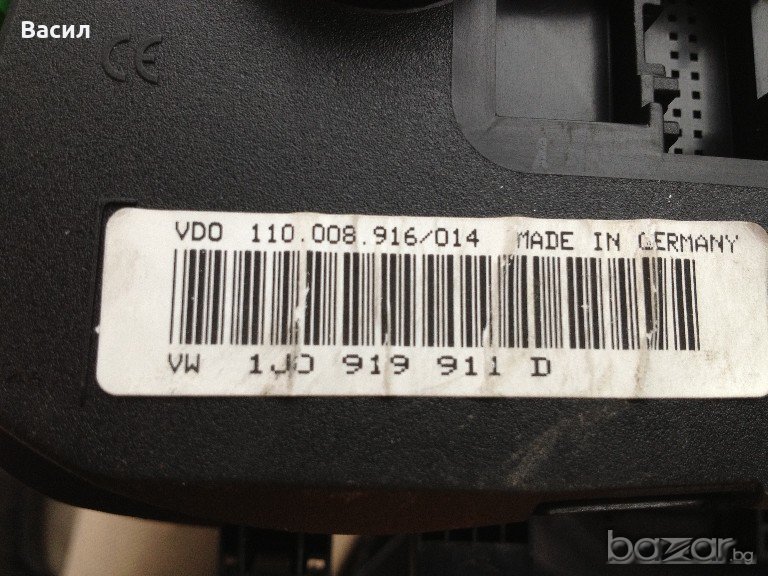 Васил
CE
VDO 110.008.916/014 MADE IN GERMANY
VW 1J0 919 911 D
bazar.bg